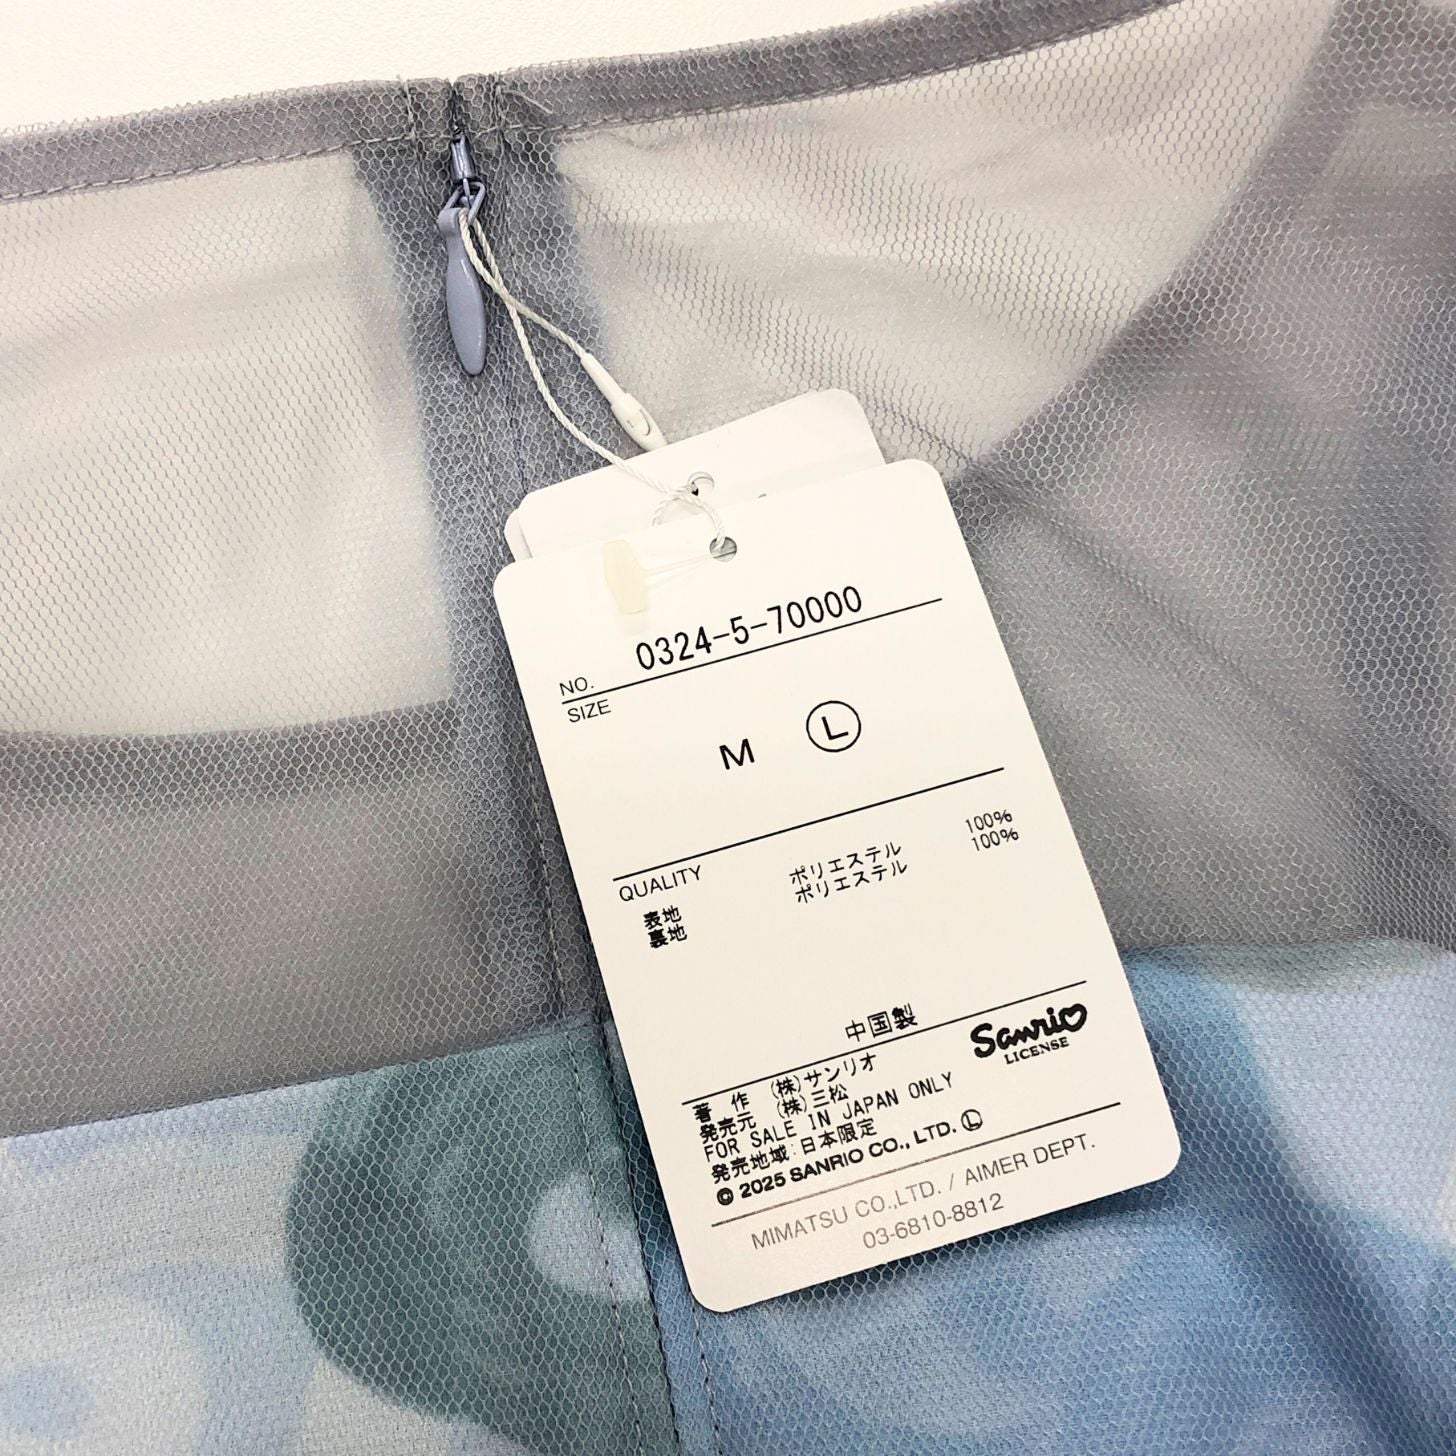 0324-5-70000
NO.
SIZE
M Ⓛ
QUALITY
表地 ポリエステル 100%
裏地 ポリエステル 100%
中国製
Sanrio
LICENSE
著 作 (株)サンリオ
発売元 (株)三松
FOR SALE IN JAPAN ONLY
発売地域:日本限定
© 2025 SANRIO CO., LTD. Ⓛ
MIMATSU CO.,LTD. / AIMER DEPT.
03-6810-8812